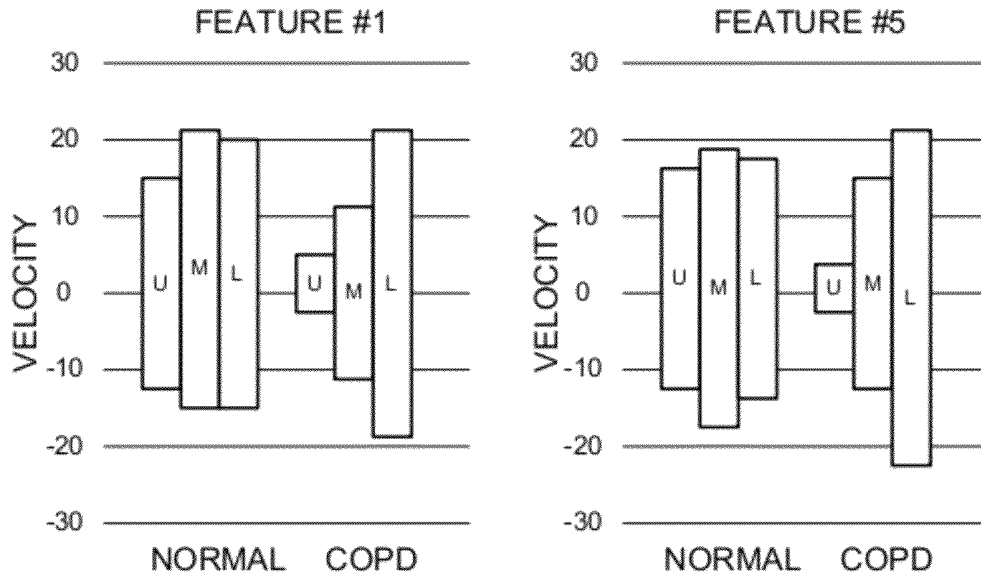 FEATURE #1
30
20
10
0
-10
-20
-30
VELOCITY
U
M
L
U
M
L
NORMAL COPD
FEATURE #5
30
20
10
0
-10
-20
-30
VELOCITY
U
M
L
U
M
L
NORMAL COPD